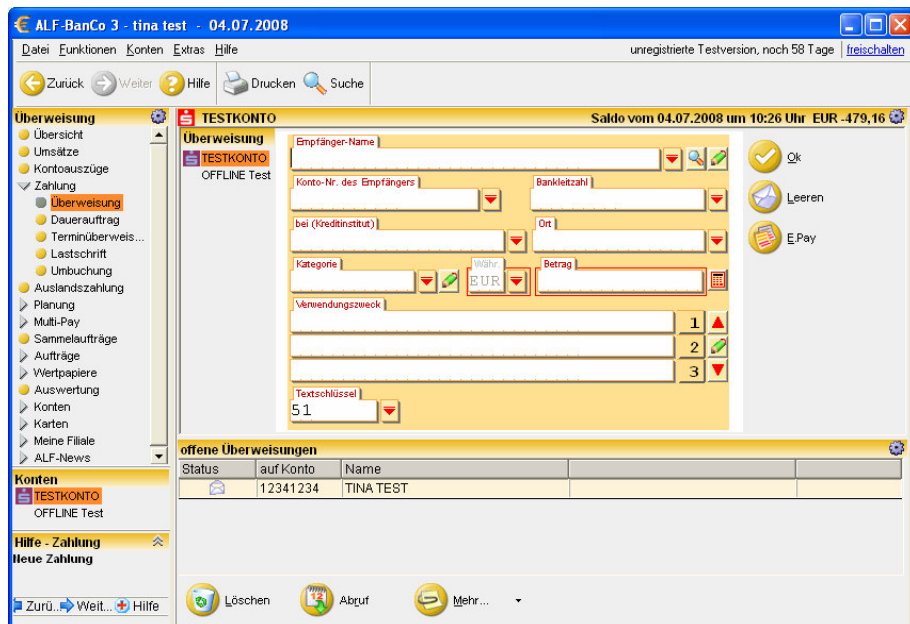 ALF-BanCo 3 - tina test - 04.07.2008
Datei Funktionen Konten Extras Hilfe
unregistrierte Testversion, noch 58 Tage freischalten
Zurück Weiter Hilfe Drucken Suche
Überweisung
Übersicht
Umsätze
Kontoauszüge
Zahlung
Überweisung
Dauerauftrag
Terminüberweis...
Lastschrift
Umbuchung
Auslandszahlung
Planung
Multi-Pay
Sammelaufträge
Aufträge
Wertpapiere
Auswertung
Konten
Karten
Meine Filiale
ALF-News
Konten
TESTKONTO
OFFLINE Test
Hilfe - Zahlung
Neue Zahlung
Zurü.. Weit... Hilfe
TESTKONTO
Saldo vom 04.07.2008 um 10:26 Uhr EUR -479,16
Überweisung
TESTKONTO
OFFLINE Test
Empfänger-Name
Konto-Nr. des Empfängers
Bankleitzahl
bei (Kreditinstitut)
Ort
Kategorie
Währ.
EUR
Betrag
Verwendungszweck
1
2
3
Textschlüssel
51
Ok
Leeren
E.Pay
offene Überweisungen
Status auf Konto Name
12341234 TINA TEST
Löschen
12 Abruf
Mehr...